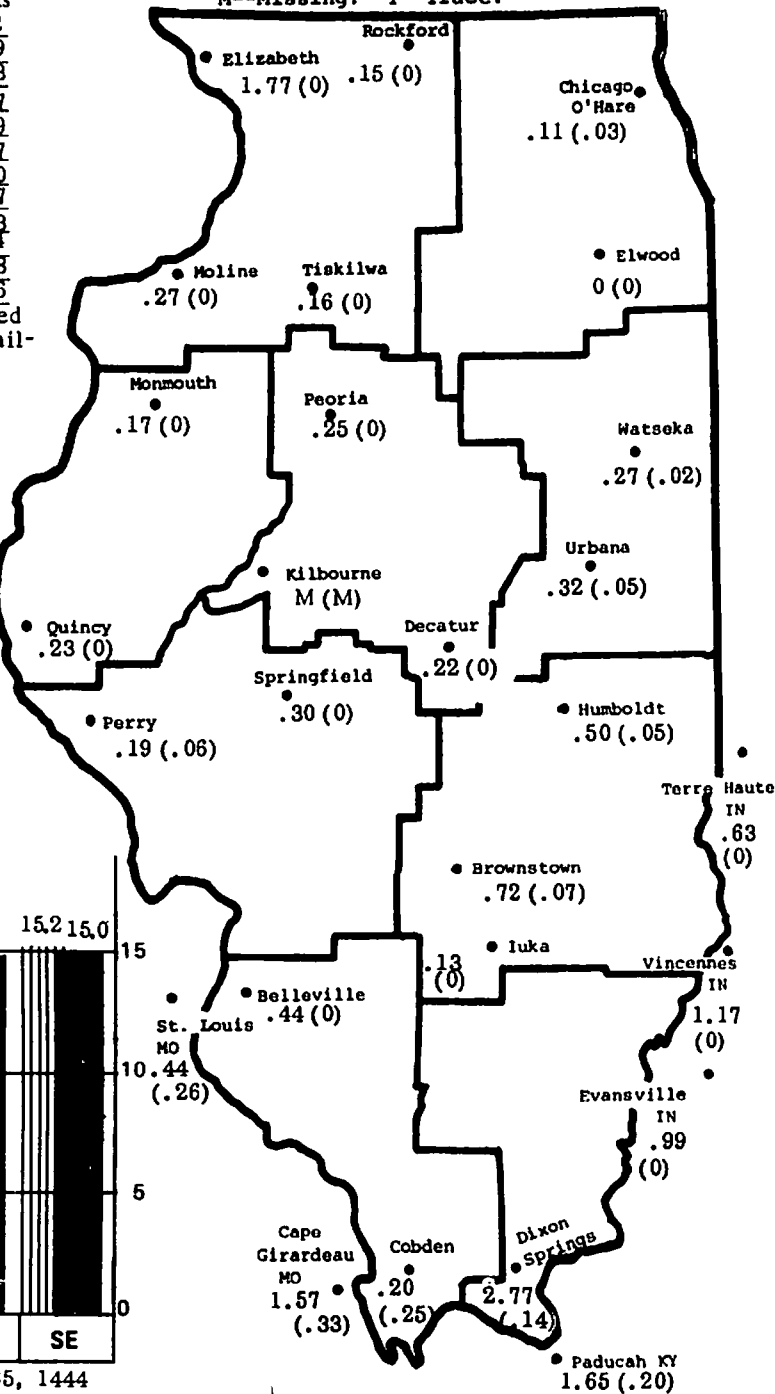 Rockford
.15 (0)
Elizabeth
1.77 (0)
Chicago
O'Hare
.11 (.03)
Moline
.27 (0)
Tiskilwa
.16 (0)
Elwood
0 (0)
ed
ail-
Monmouth
.17 (0)
Peoria
.25 (0)
Watseka
.27 (.02)
Urbana
.32 (.05)
Kilbourne
M (M)
Quincy
.23 (0)
Decatur
.22 (0)
Springfield
.30 (0)
Humboldt
.50 (.05)
Perry
.19 (.06)
Terre Haute
IN
.63
(0)
Brownstown
.72 (.07)
Iuka
.13
(0)
Vincennes
IN
1.17
(0)
15.2 15.0
15
10
5
0
SE
5, 1444
Belleville
.44 (0)
St. Louis
MO
.44
(.26)
Evansville
IN
.99
(0)
Cape
Girardeau
MO
1.57
(.33)
Cobden
.20
(.25)
Dixon
Springs
2.77
(.14)
Paducah KY
1.65 (.20)